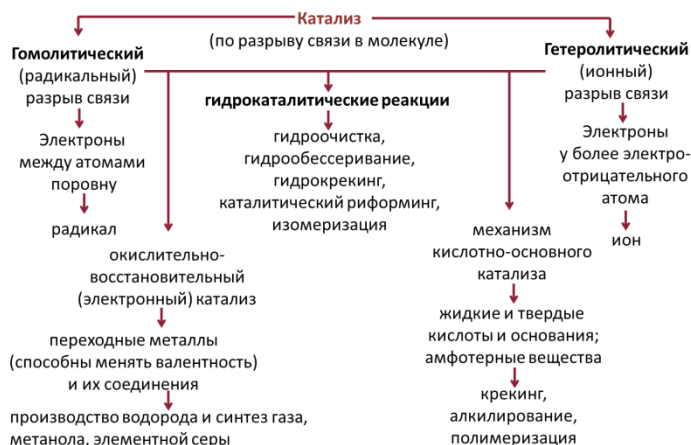 Катализ
(по разрыву связи в молекуле)
Гомолитический
(радикальный)
разрыв связи
Электроны
между атомами
поровну
радикал
Гетеролитический
(ионный)
разрыв связи
Электроны
у более электро-
отрицательного
атома
ион
гидрокаталитические реакции
гидроочистка,
гидрообессеривание,
гидрокрекинг,
каталитический риформинг,
изомеризация
окислительно-
восстановительный
(электронный) катализ
переходные металлы
(способны менять валентность)
и их соединения
производство водорода и синтез газа,
метанола, элементной серы
механизм
кислотно-основного
катализа
жидкие и твердые
кислоты и основания;
амфотерные вещества
крекинг,
алкилирование,
полимеризация